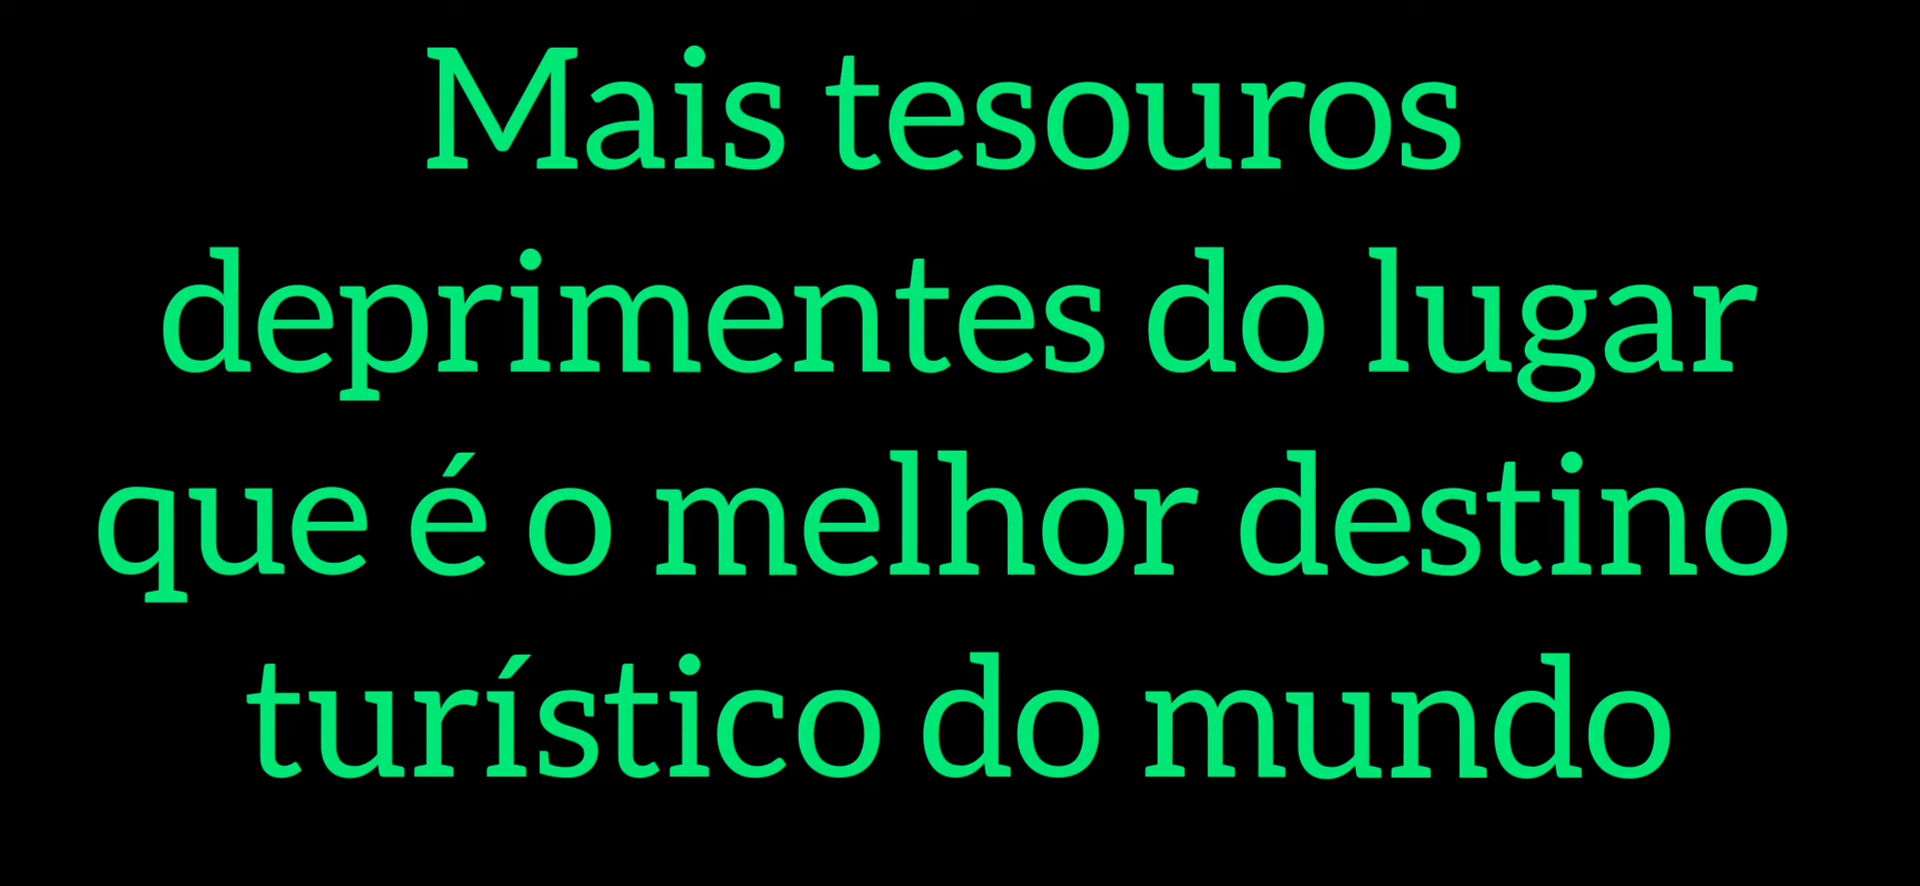 Mais tesouros
deprimentes do lugar
que é o melhor destino
turístico do mundo